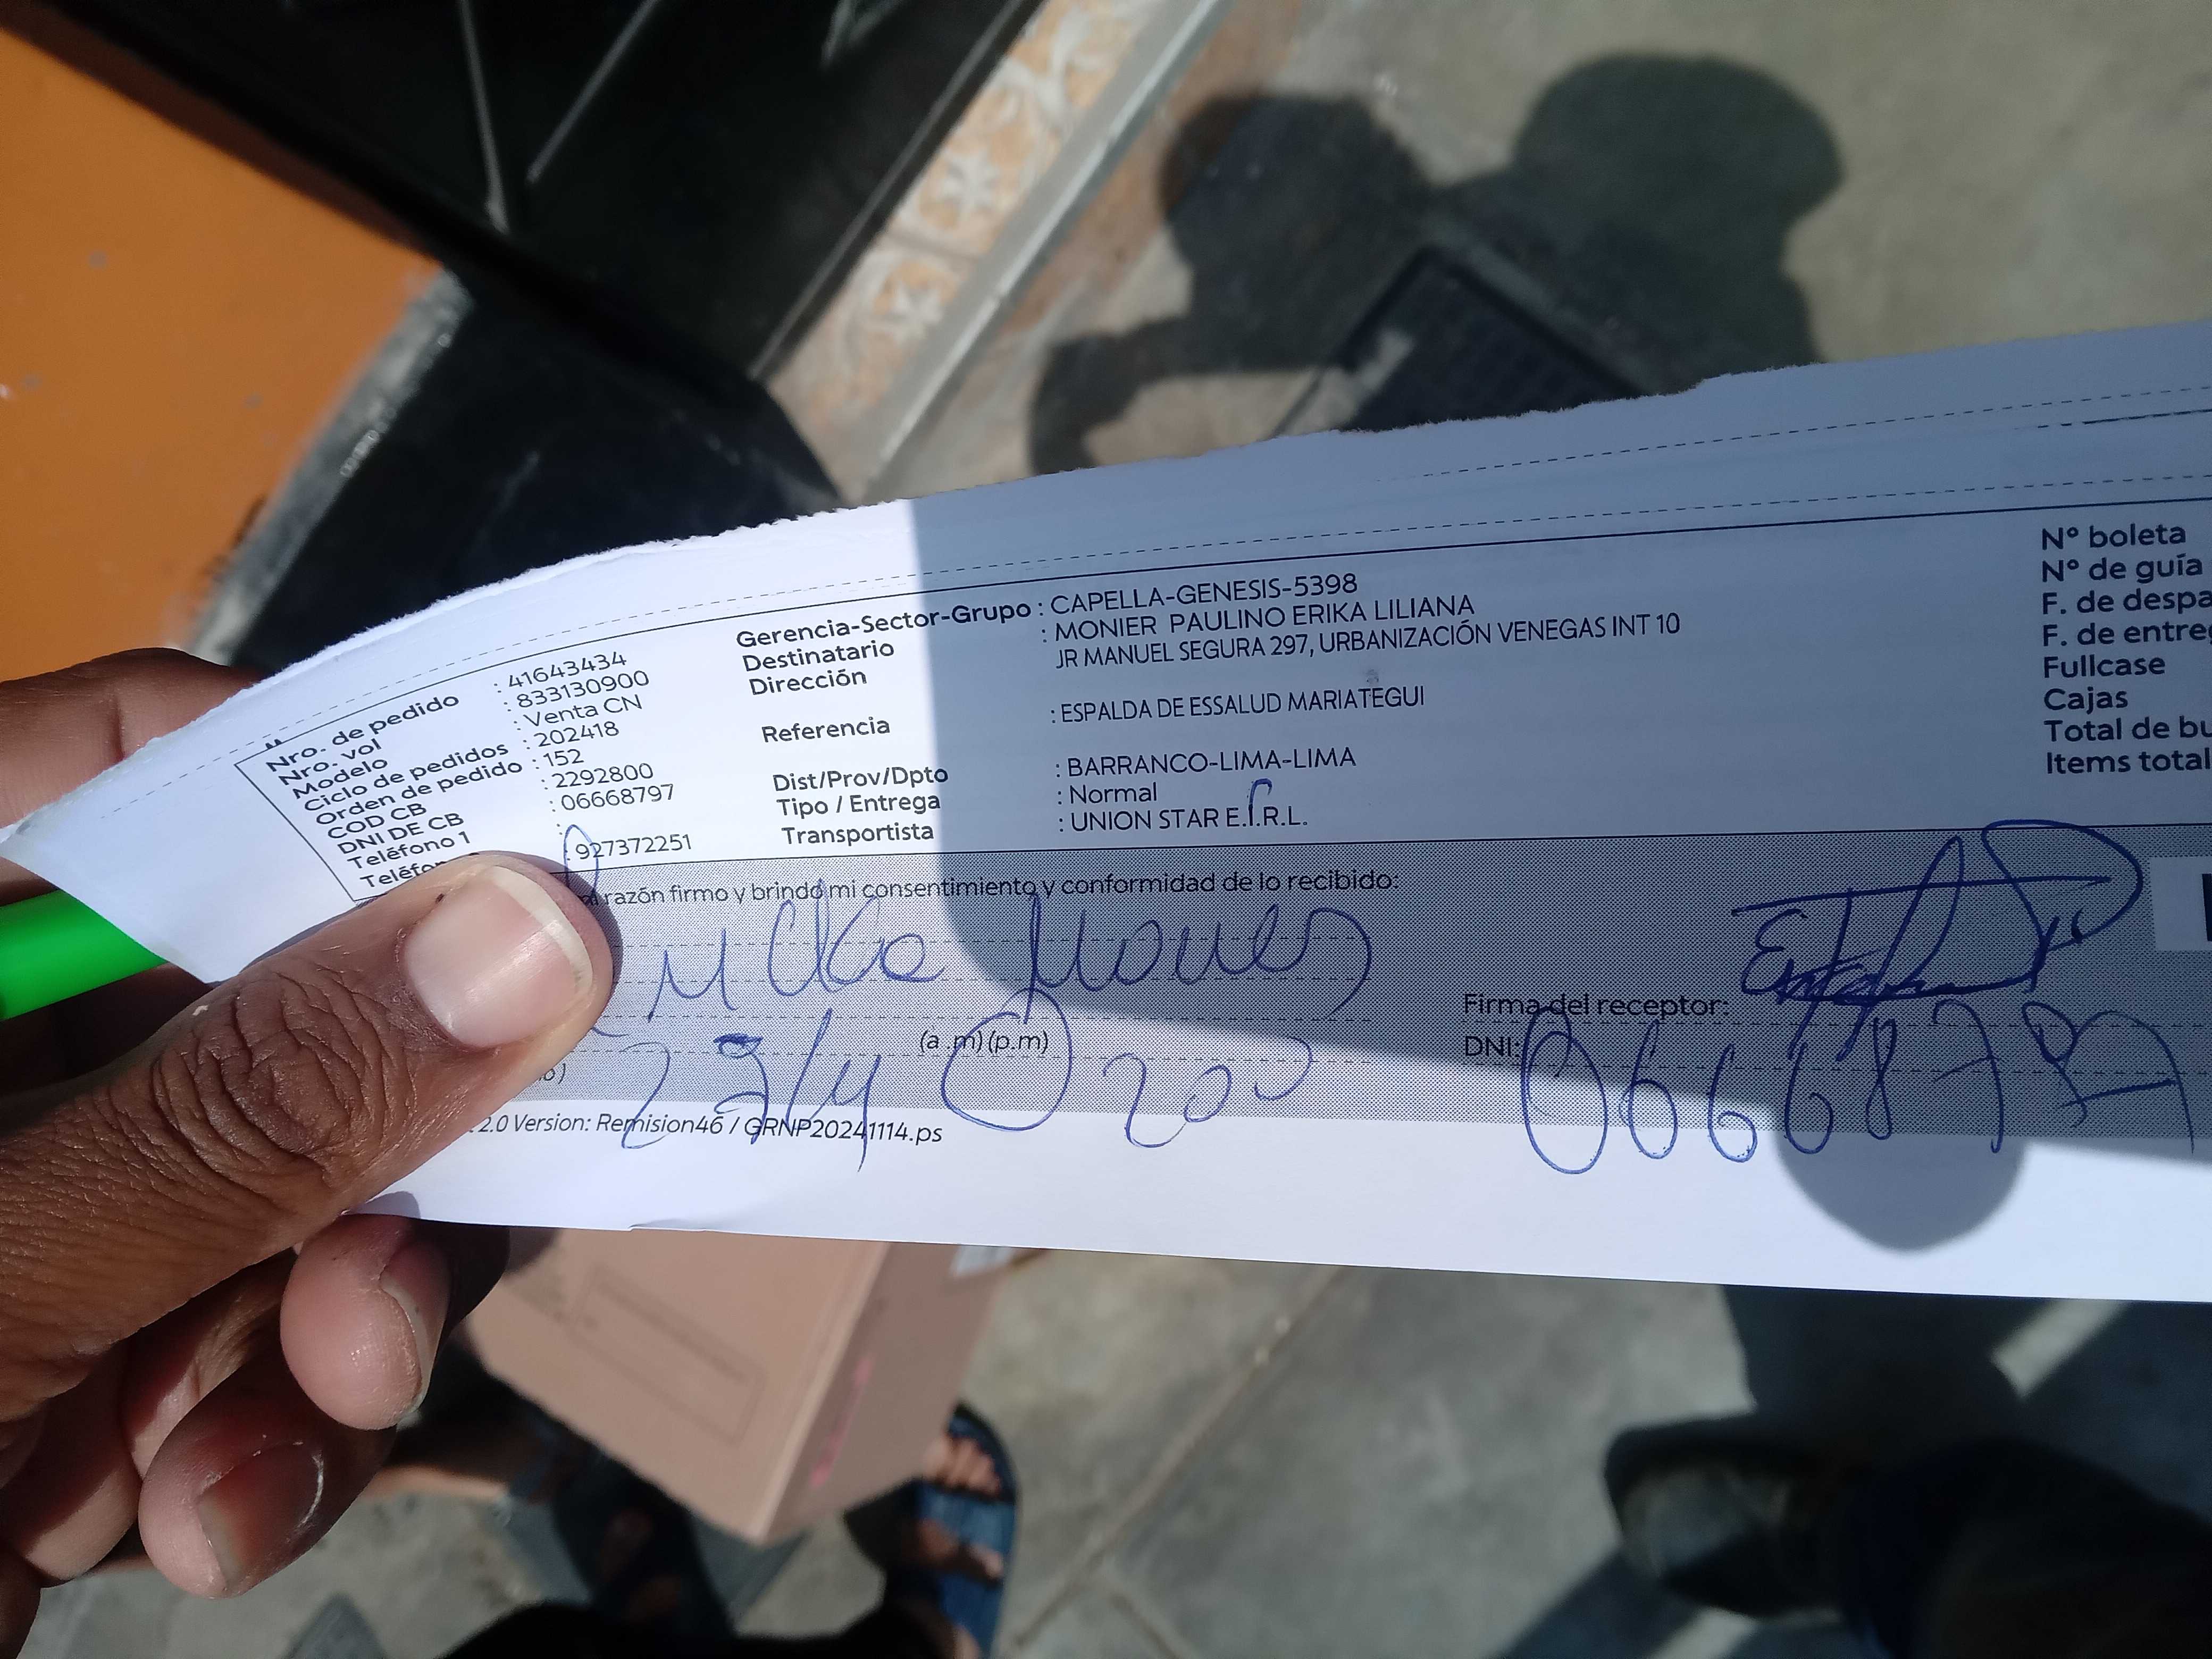 Nro. de pedido : 41643434
Nro. vol : 833130900
Modelo : Venta CN
Ciclo de pedidos : 202418
Orden de pedido : 152
COD CB : 2292800
DNI DE CB : 06668797
Teléfono 1 :
Teléfo : 927372251
Gerencia-Sector-Grupo : CAPELLA-GENESIS-5398
Destinatario : MONIER PAULINO ERIKA LILIANA
Dirección JR MANUEL SEGURA 297, URBANIZACIÓN VENEGAS INT 10
Referencia : ESPALDA DE ESSALUD MARIATEGUI
Dist/Prov/Dpto : BARRANCO-LIMA-LIMA
Tipo / Entrega : Normal
Transportista : UNION STAR E.I.R.L.
Nº boleta
Nº de guía
F. de despa
F. de entreg
Fullcase
Cajas
Total de bu
Items total
razón firmo y brindo mi consentimiento y conformidad de lo recibido:
Firma del receptor:
(a .m) (p.m)
DNI: 06668797
2.0 Version: Remision46 / GRNP20241114.ps